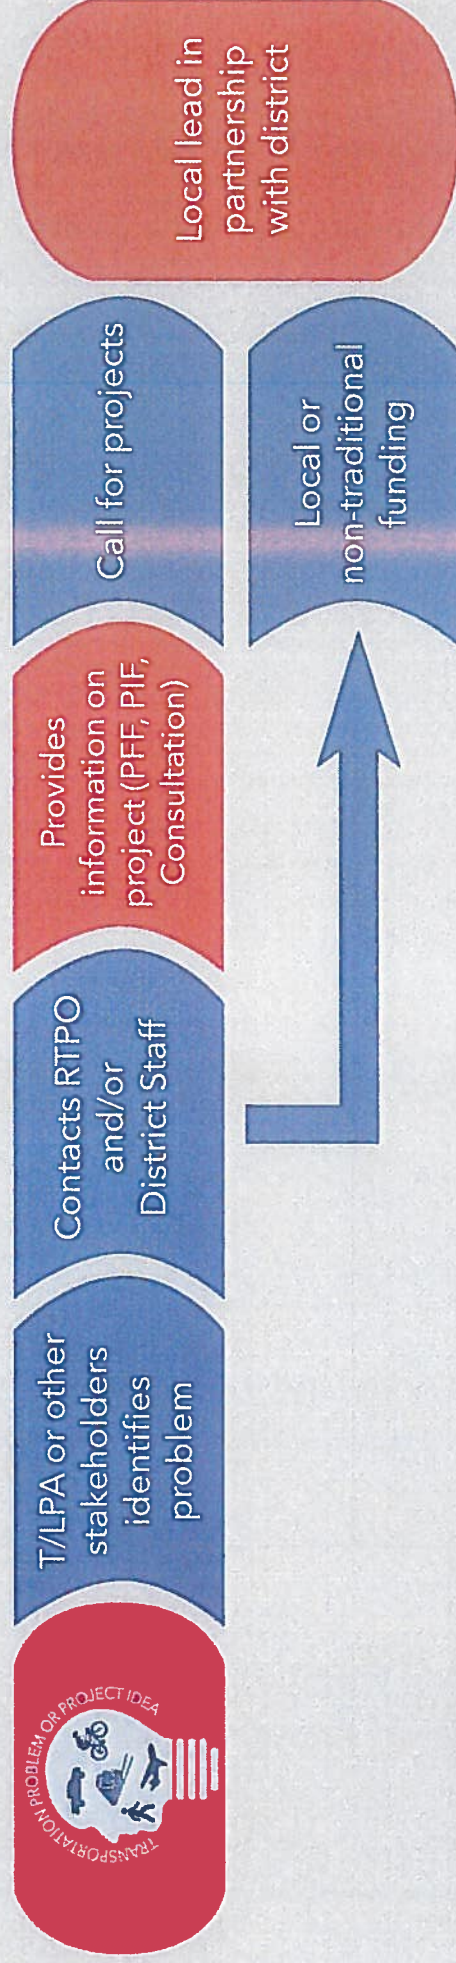 TRANSPORTATION PROBLEM OR PROJECT IDEA
T/LPA or other
stakeholders
identifies
problem
Contacts RTPO
and/or
District Staff
Provides
information on
project (PFF, PIF,
Consultation)
Call for projects
Local or
non-traditional
funding
Local lead in
partnership
with district